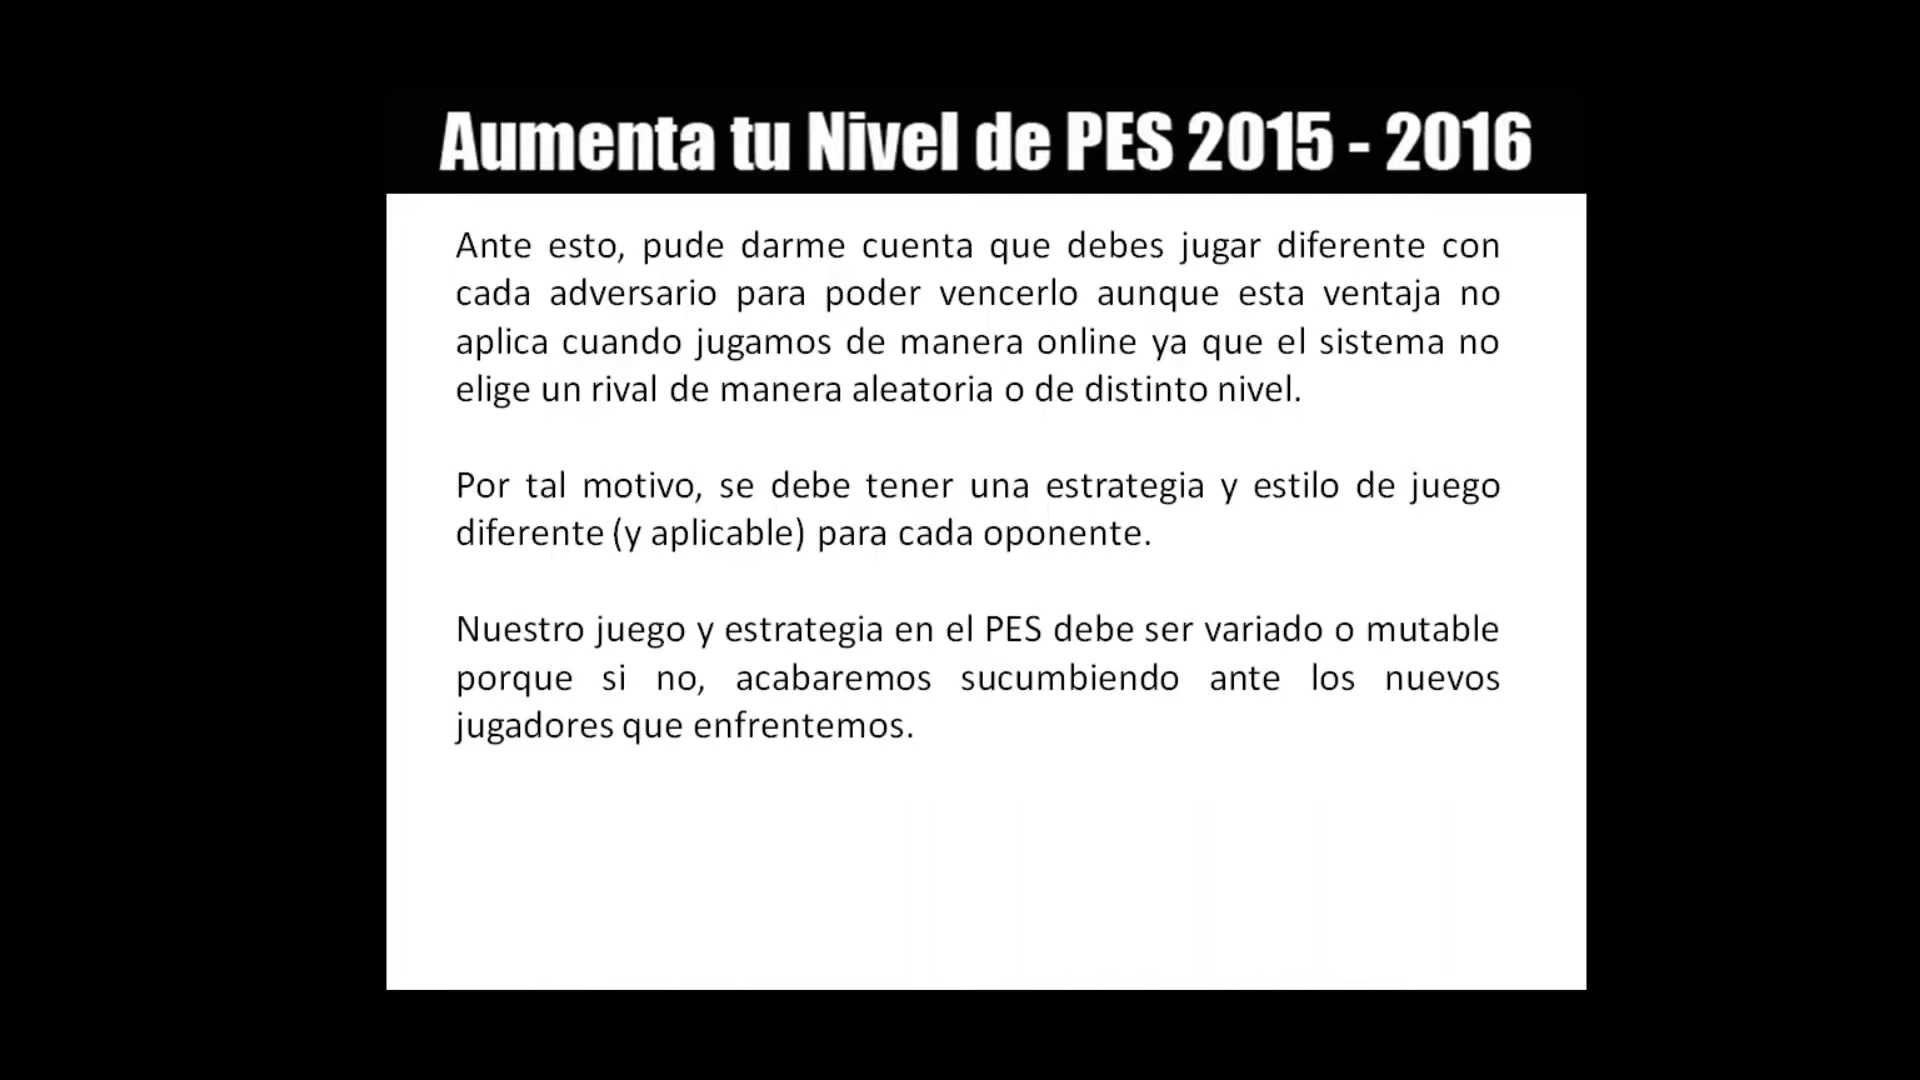 Aumenta tu Nivel de PES 2015 - 2016
Ante esto, pude darme cuenta que debes jugar diferente con
cada adversario para poder vencerlo aunque esta ventaja no
aplica cuando jugamos de manera online ya que el sistema no
elige un rival de manera aleatoria o de distinto nivel.
Por tal motivo, se debe tener una estrategia y estilo de juego
diferente (y aplicable) para cada oponente.
Nuestro juego y estrategia en el PES debe ser variado o mutable
porque si no, acabaremos sucumbiendo ante los nuevos
jugadores que enfrentemos.